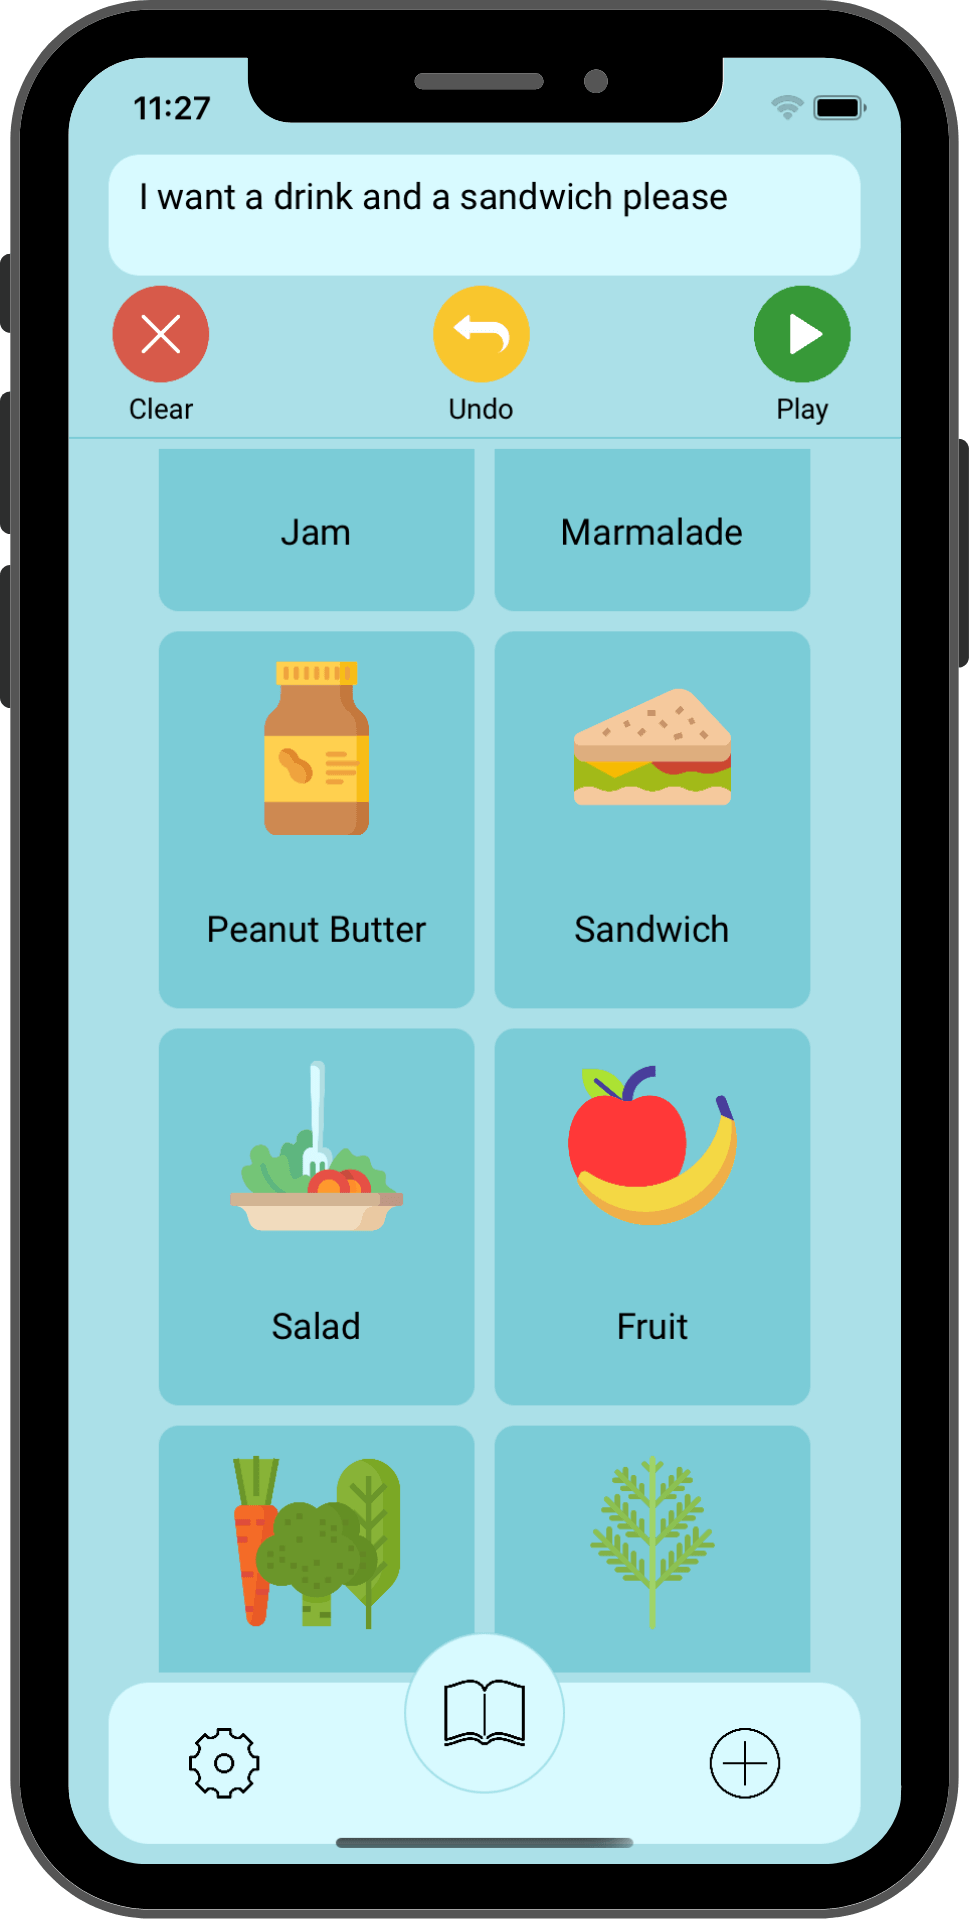 11:27
I want a drink and a sandwich please
Clear
Undo
Play
Jam
Marmalade
Peanut Butter
Sandwich
Salad
Fruit